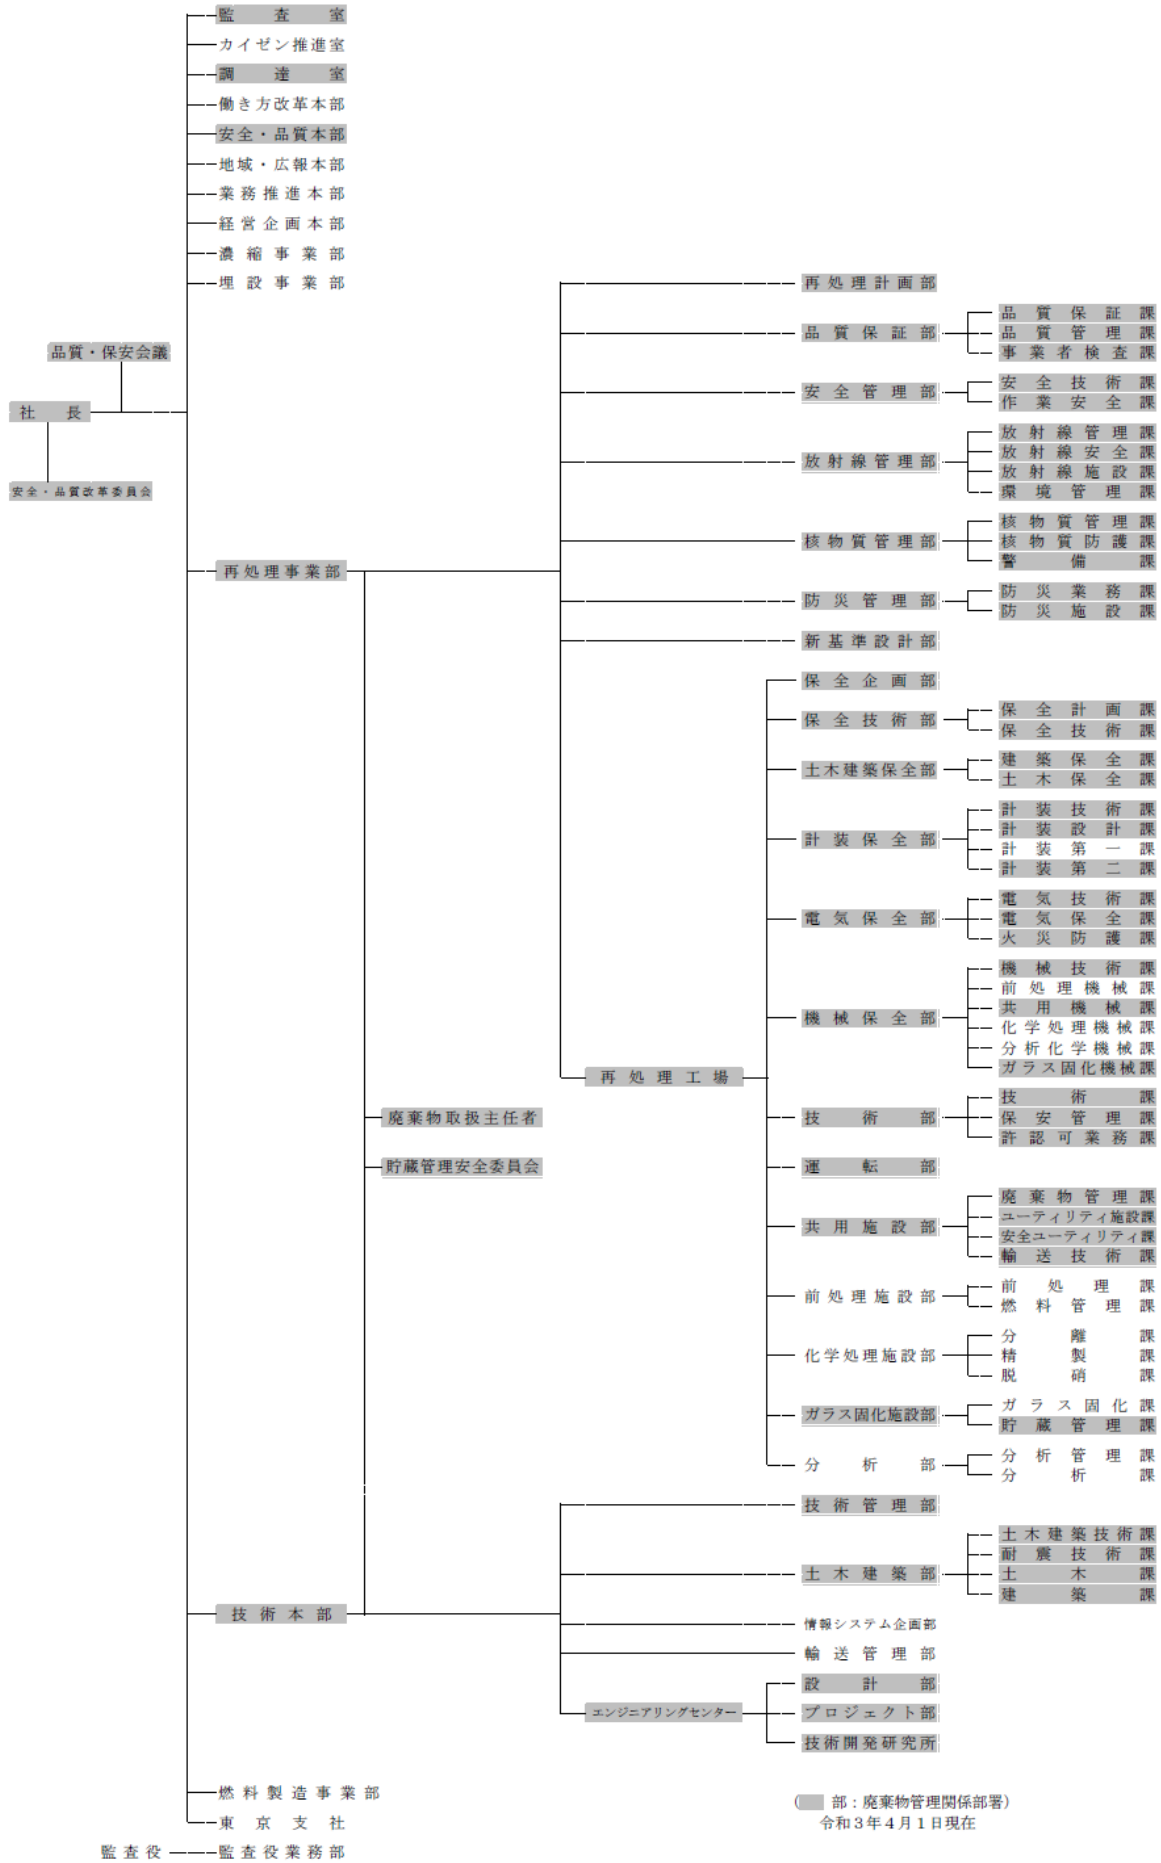 監査室
カイゼン推進室
調達室
働き方改革本部
安全・品質本部
地域・広報本部
業務推進本部
経営企画本部
濃縮事業部
埋設事業部
品質・保安会議
社長
安全・品質改革委員会
再処理事業部
再処理計画部
品質保証部
品質保証課
品質管理課
事業者検査課
安全管理部
安全技術課
作業安全課
放射線管理部
放射線管理課
放射線安全課
放射線施設課
環境管理課
核物質管理部
核物質管理課
核物質防護課
警備課
防災管理部
防災業務課
防災施設課
新基準設計部
再処理工場
保全企画部
保全技術部
保全計画課
保全技術課
土木建築保全部
建築保全課
土木保全課
計装保全部
計装技術課
計装設計課
計装第一課
計装第二課
電気保全部
電気技術課
電気保全課
火災防護課
機械保全部
機械技術課
前処理機械課
共用機械課
化学処理機械課
分析化学機械課
ガラス固化機械課
技術部
技術課
保安管理課
許認可業務課
運転部
共用施設部
廃棄物管理課
ユーティリティ施設課
安全ユーティリティ課
輸送技術課
前処理施設部
前処理課
燃料管理課
化学処理施設部
分離課
精製課
脱硝課
ガラス固化施設部
ガラス固化課
貯蔵管理課
分析部
分析管理課
分析課
廃棄物取扱主任者
貯蔵管理安全委員会
技術本部
技術管理部
土木建築部
土木建築技術課
耐震技術課
土木課
建築課
情報システム企画部
輸送管理部
エンジニアリングセンター
設計部
プロジェクト部
技術開発研究所
燃料製造事業部
東京支社
監査役
監査役業務部
(　部：廃棄物管理関係部署)
令和3年4月1日現在